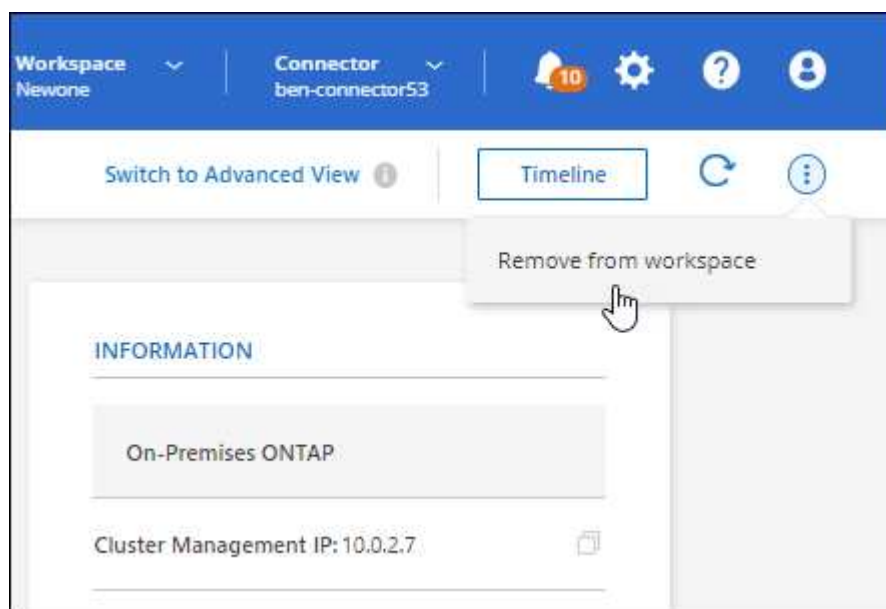 Workspace
Newone
Connector
ben-connector53
10
Switch to Advanced View
Timeline
Remove from workspace
INFORMATION
On-Premises ONTAP
Cluster Management IP: 10.0.2.7